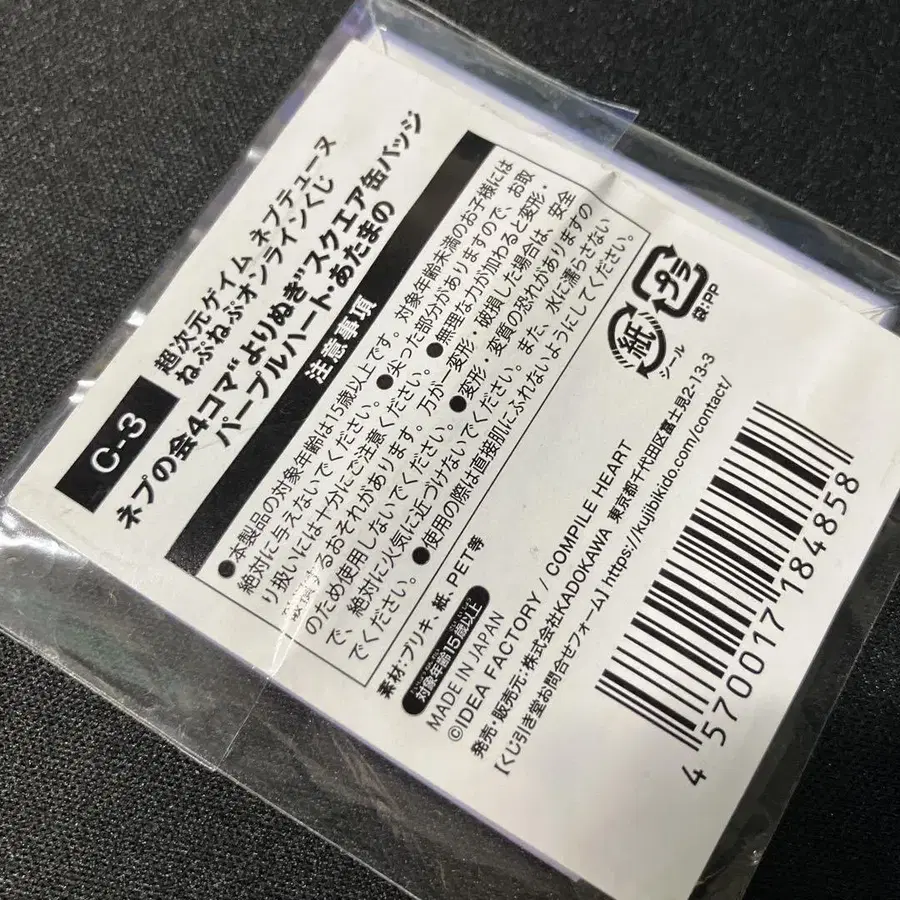 C-3
超次元ゲイム ネプテューヌ
ねぷねぷオンラインくじ
ネプの会4コマ"よりぬき"スクエア缶バッジ
パープルハート・あたまの
注意事項
●本製品の対象年齢は15歳以上です。対象年齢未満のお子様には
絶対に与えないでください。●尖った部分がありますので、お取
り扱いには十分にご注意ください。●無理な力が加わると変形・
破損するおそれがあります。万が一変形・破損した場合は、安全
のため使用しないでください。●変形・変質の恐れがありますの
で、絶対に火気に近づけないでください。また、水に濡らさない
でください。●使用の際は直接肌にふれないようにしてください。
素材:ブリキ、紙、PET等
対象年齢15歳以上
MADE IN JAPAN
©IDEA FACTORY / COMPILE HEART
発売・販売元:株式会社KADOKAWA 東京都千代田区富士見2-13-3
【くじ引き堂お問合せフォーム】https://kujibikido.com/contact/
紙
シール
プラ
袋:PP
4570017184858